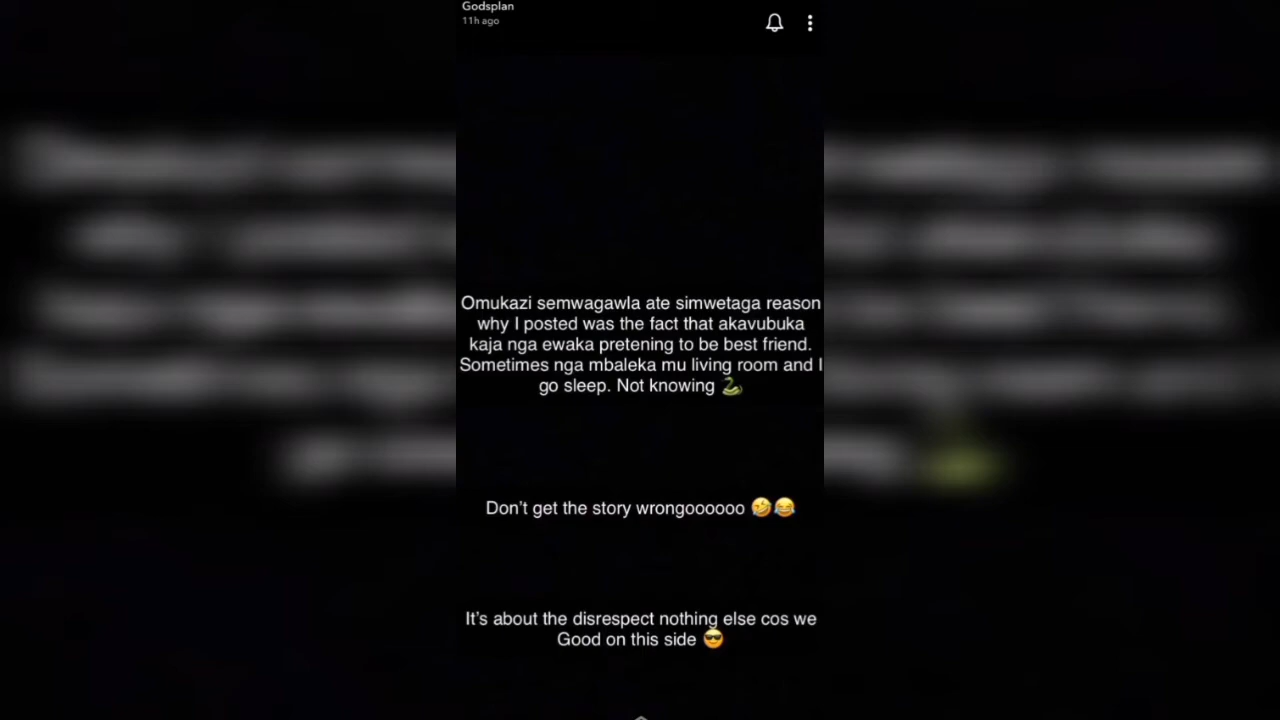 Godsplan
11h ago
Omukazi semwagawla ate simwetaga reason
why I posted was the fact that akavubuka
kaja nga ewaka pretening to be best friend.
Sometimes nga mbaleka mu living room and I
go sleep. Not knowing 🐍
Don't get the story wrongoooooo 🤣😂
It's about the disrespect nothing else cos we
Good on this side 😎